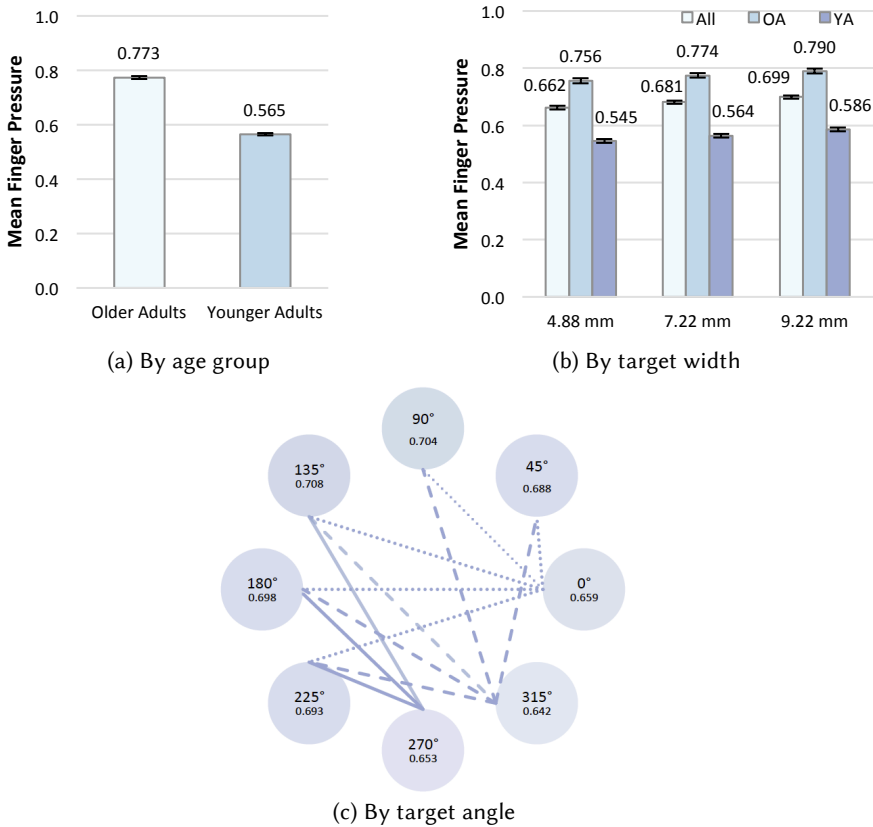 Mean Finger Pressure
1.0
0.8
0.6
0.4
0.2
0.0
0.773
0.565
Older Adults Younger Adults
(a) By age group
Mean Finger Pressure
1.0
0.8
0.6
0.4
0.2
0.0
All OA YA
0.662 0.756 0.545
0.681 0.774 0.564
0.699 0.790 0.586
4.88 mm 7.22 mm 9.22 mm
(b) By target width
90°
0.704
135°
0.708
45°
0.688
180°
0.698
0°
0.659
225°
0.693
315°
0.642
270°
0.653
(c) By target angle